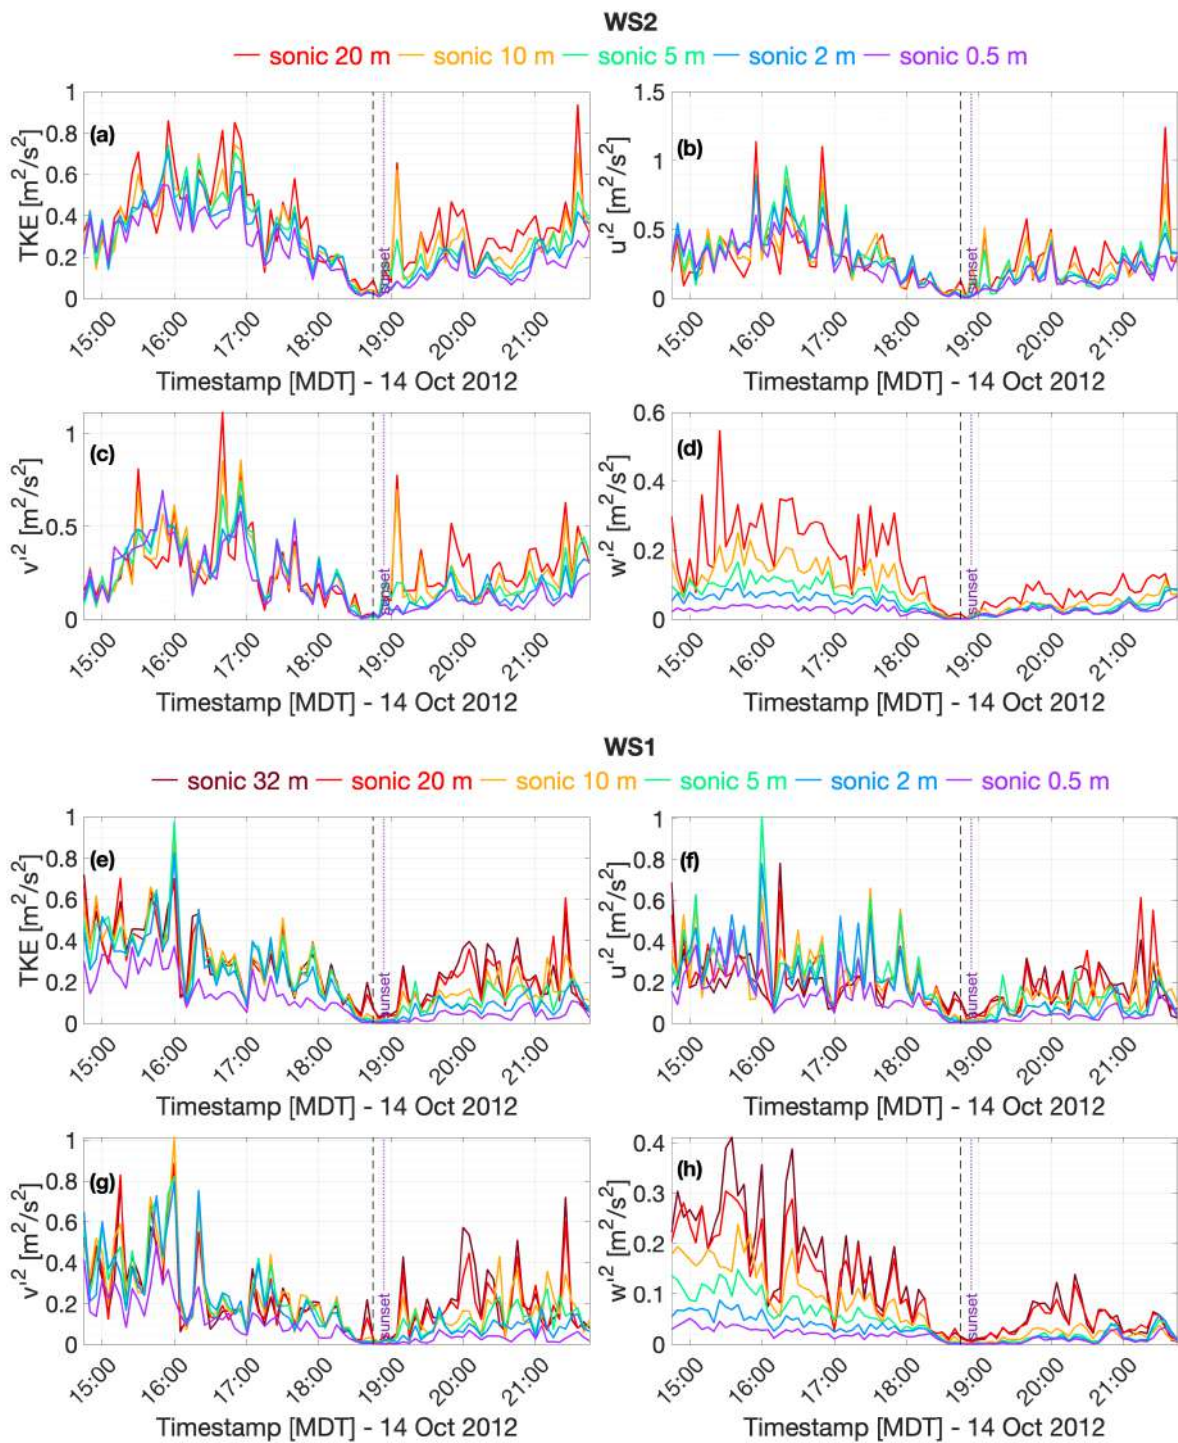 WS2
sonic 20 m sonic 10 m sonic 5 m sonic 2 m sonic 0.5 m
(a)
TKE [m²/s²]
1
0.8
0.6
0.4
0.2
0
sunset
15:00 16:00 17:00 18:00 19:00 20:00 21:00
Timestamp [MDT] - 14 Oct 2012
(b)
u'² [m²/s²]
1.5
1
0.5
0
sunset
15:00 16:00 17:00 18:00 19:00 20:00 21:00
Timestamp [MDT] - 14 Oct 2012
(c)
v'² [m²/s²]
1
0.5
0
sunset
15:00 16:00 17:00 18:00 19:00 20:00 21:00
Timestamp [MDT] - 14 Oct 2012
(d)
w'² [m²/s²]
0.6
0.4
0.2
0
sunset
15:00 16:00 17:00 18:00 19:00 20:00 21:00
Timestamp [MDT] - 14 Oct 2012
WS1
sonic 32 m sonic 20 m sonic 10 m sonic 5 m sonic 2 m sonic 0.5 m
(e)
TKE [m²/s²]
1
0.8
0.6
0.4
0.2
0
sunset
15:00 16:00 17:00 18:00 19:00 20:00 21:00
Timestamp [MDT] - 14 Oct 2012
(f)
u'² [m²/s²]
1
0.8
0.6
0.4
0.2
0
sunset
15:00 16:00 17:00 18:00 19:00 20:00 21:00
Timestamp [MDT] - 14 Oct 2012
(g)
v'² [m²/s²]
1
0.8
0.6
0.4
0.2
0
sunset
15:00 16:00 17:00 18:00 19:00 20:00 21:00
Timestamp [MDT] - 14 Oct 2012
(h)
w'² [m²/s²]
0.4
0.3
0.2
0.1
0
sunset
15:00 16:00 17:00 18:00 19:00 20:00 21:00
Timestamp [MDT] - 14 Oct 2012